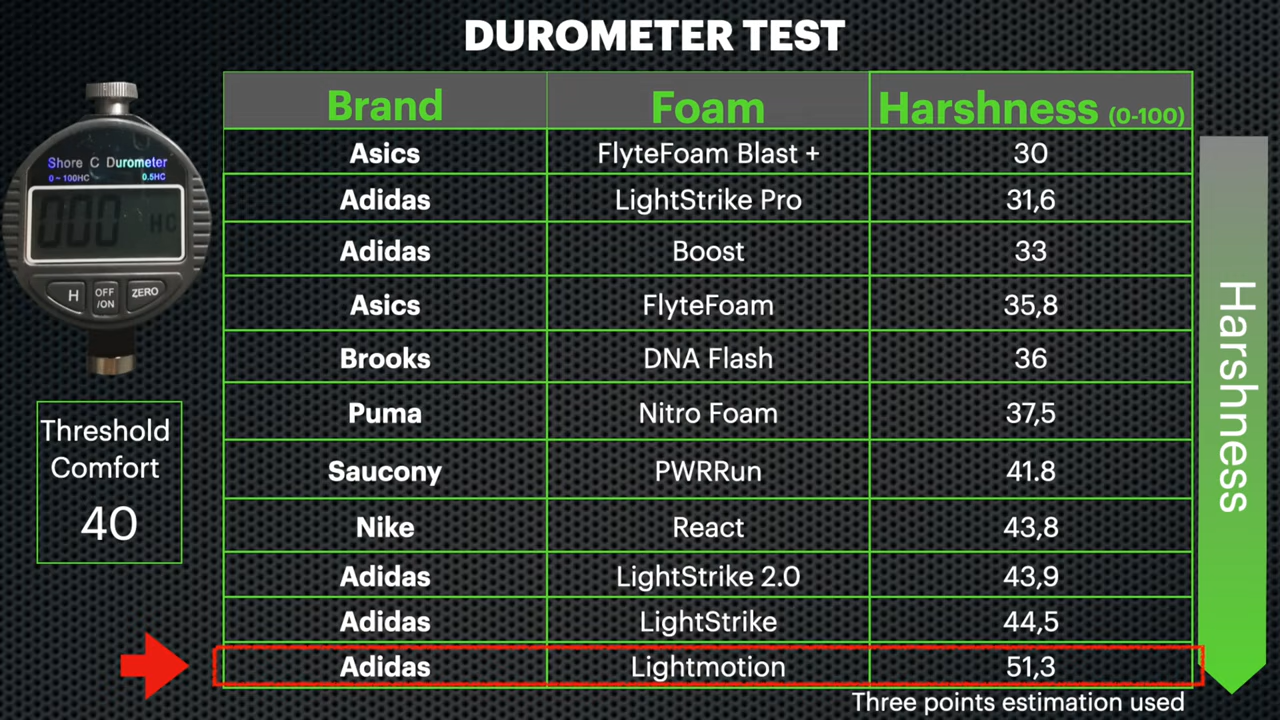 DUROMETER TEST
Brand Foam Harshness (0-100)
Asics FlyteFoam Blast + 30
Adidas LightStrike Pro 31,6
Adidas Boost 33
Asics FlyteFoam 35,8
Brooks DNA Flash 36
Puma Nitro Foam 37,5
Saucony PWRRun 41.8
Nike React 43,8
Adidas LightStrike 2.0 43,9
Adidas LightStrike 44,5
Adidas Lightmotion 51,3
Three points estimation used
Harshness
Shore C Durometer
0~100HC 0.5HC
000 HC
H OFF /ON ZERO
Threshold
Comfort
40